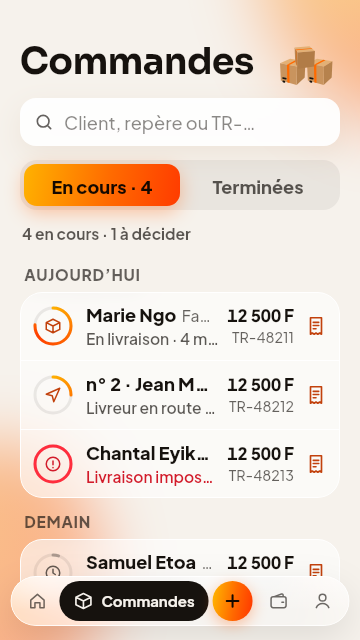 Commandes
Client, repère ou TR-…
En cours · 4
Terminées
4 en cours · 1 à décider
AUJOURD’HUI
Marie Ngo Fa… 12 500 F
En livraison · 4 m… TR-48211
n° 2 · Jean M… 12 500 F
Livreur en route … TR-48212
Chantal Eyik… 12 500 F
Livraison impos… TR-48213
DEMAIN
Samuel Etoa … 12 500 F
Commandes